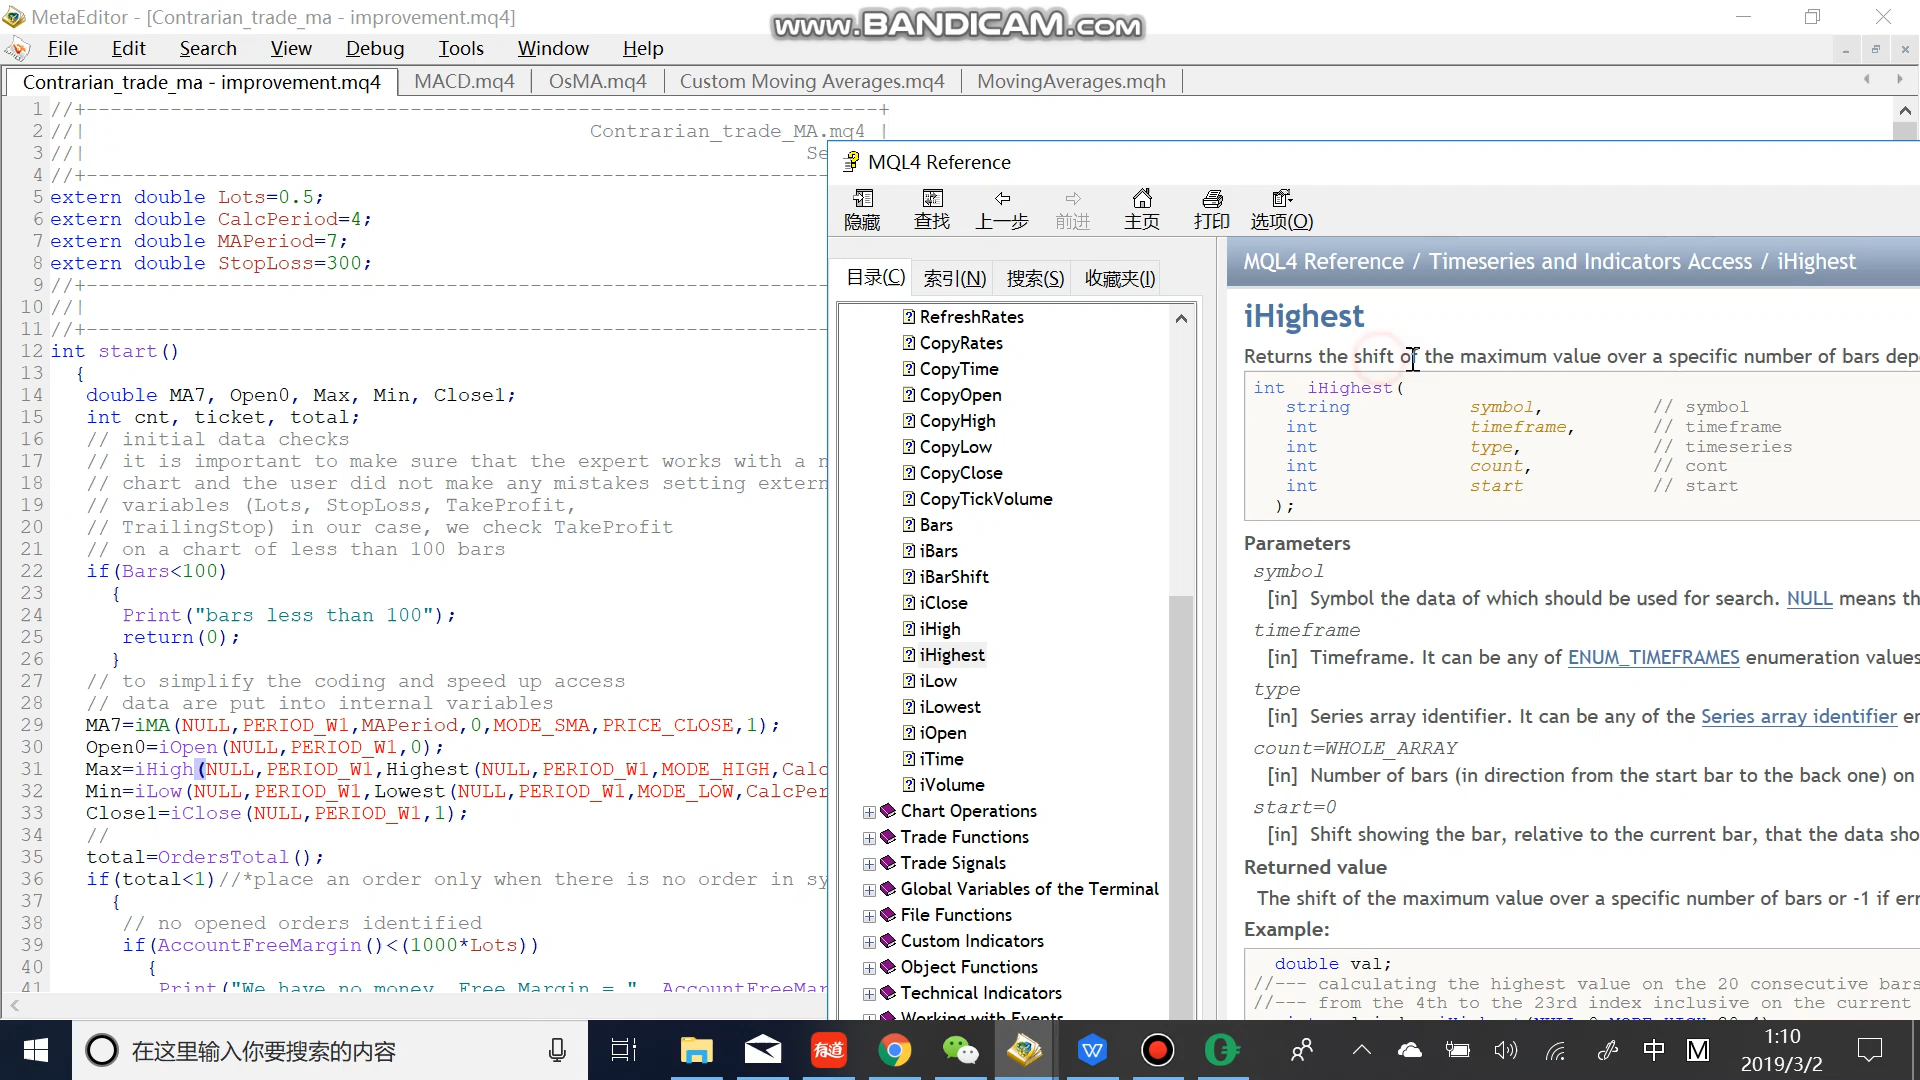 MetaEditor - [Contrarian_trade_ma - improvement.mq4]
www.BANDICAM.com
File Edit Search View Debug Tools Window Help
Contrarian_trade_ma - improvement.mq4 MACD.mq4 OsMA.mq4 Custom Moving Averages.mq4 MovingAverages.mqh
1 //+------------------------------------------------------------------+
2 //| Contrarian_trade_MA.mq4 |
3 //| Se
4 //+--------------------------------------------------------------
5 extern double Lots=0.5;
6 extern double CalcPeriod=4;
7 extern double MAPeriod=7;
8 extern double StopLoss=300;
9 //+--------------------------------------------------------------
10 //|
11 //+--------------------------------------------------------------
12 int start()
13 {
14 double MA7, Open0, Max, Min, Close1;
15 int cnt, ticket, total;
16 // initial data checks
17 // it is important to make sure that the expert works with a n
18 // chart and the user did not make any mistakes setting extern
19 // variables (Lots, StopLoss, TakeProfit,
20 // TrailingStop) in our case, we check TakeProfit
21 // on a chart of less than 100 bars
22 if(Bars<100)
23 {
24 Print("bars less than 100");
25 return(0);
26 }
27 // to simplify the coding and speed up access
28 // data are put into internal variables
29 MA7=iMA(NULL,PERIOD_W1,MAPeriod,0,MODE_SMA,PRICE_CLOSE,1);
30 Open0=iOpen(NULL,PERIOD_W1,0);
31 Max=iHigh(NULL,PERIOD_W1,Highest(NULL,PERIOD_W1,MODE_HIGH,Calc
32 Min=iLow(NULL,PERIOD_W1,Lowest(NULL,PERIOD_W1,MODE_LOW,CalcPer
33 Close1=iClose(NULL,PERIOD_W1,1);
34 //
35 total=OrdersTotal();
36 if(total<1)//*place an order only when there is no order in sy
37 {
38 // no opened orders identified
39 if(AccountFreeMargin()<(1000*Lots))
40 {
41 Print("We have no money. Free Margin = ", AccountFreeMar
MQL4 Reference
隐藏 查找 上一步 前进 主页 打印 选项(O)
目录(C) 索引(N) 搜索(S) 收藏夹(I)
RefreshRates
CopyRates
CopyTime
CopyOpen
CopyHigh
CopyLow
CopyClose
CopyTickVolume
Bars
iBars
iBarShift
iClose
iHigh
iHighest
iLow
iLowest
iOpen
iTime
iVolume
Chart Operations
Trade Functions
Trade Signals
Global Variables of the Terminal
File Functions
Custom Indicators
Object Functions
Technical Indicators
Working with Events
MQL4 Reference / Timeseries and Indicators Access / iHighest
iHighest
Returns the shift of the maximum value over a specific number of bars dep
int iHighest(
string symbol, // symbol
int timeframe, // timeframe
int type, // timeseries
int count, // cont
int start // start
);
Parameters
symbol
[in] Symbol the data of which should be used for search. NULL means th
timeframe
[in] Timeframe. It can be any of ENUM_TIMEFRAMES enumeration values
type
[in] Series array identifier. It can be any of the Series array identifier en
count=WHOLE_ARRAY
[in] Number of bars (in direction from the start bar to the back one) on
start=0
[in] Shift showing the bar, relative to the current bar, that the data sho
Returned value
The shift of the maximum value over a specific number of bars or -1 if err
Example:
double val;
//--- calculating the highest value on the 20 consecutive bars
//--- from the 4th to the 23rd index inclusive on the current
在这里输入你要搜索的内容
有道
W
中
M
1:10
2019/3/2